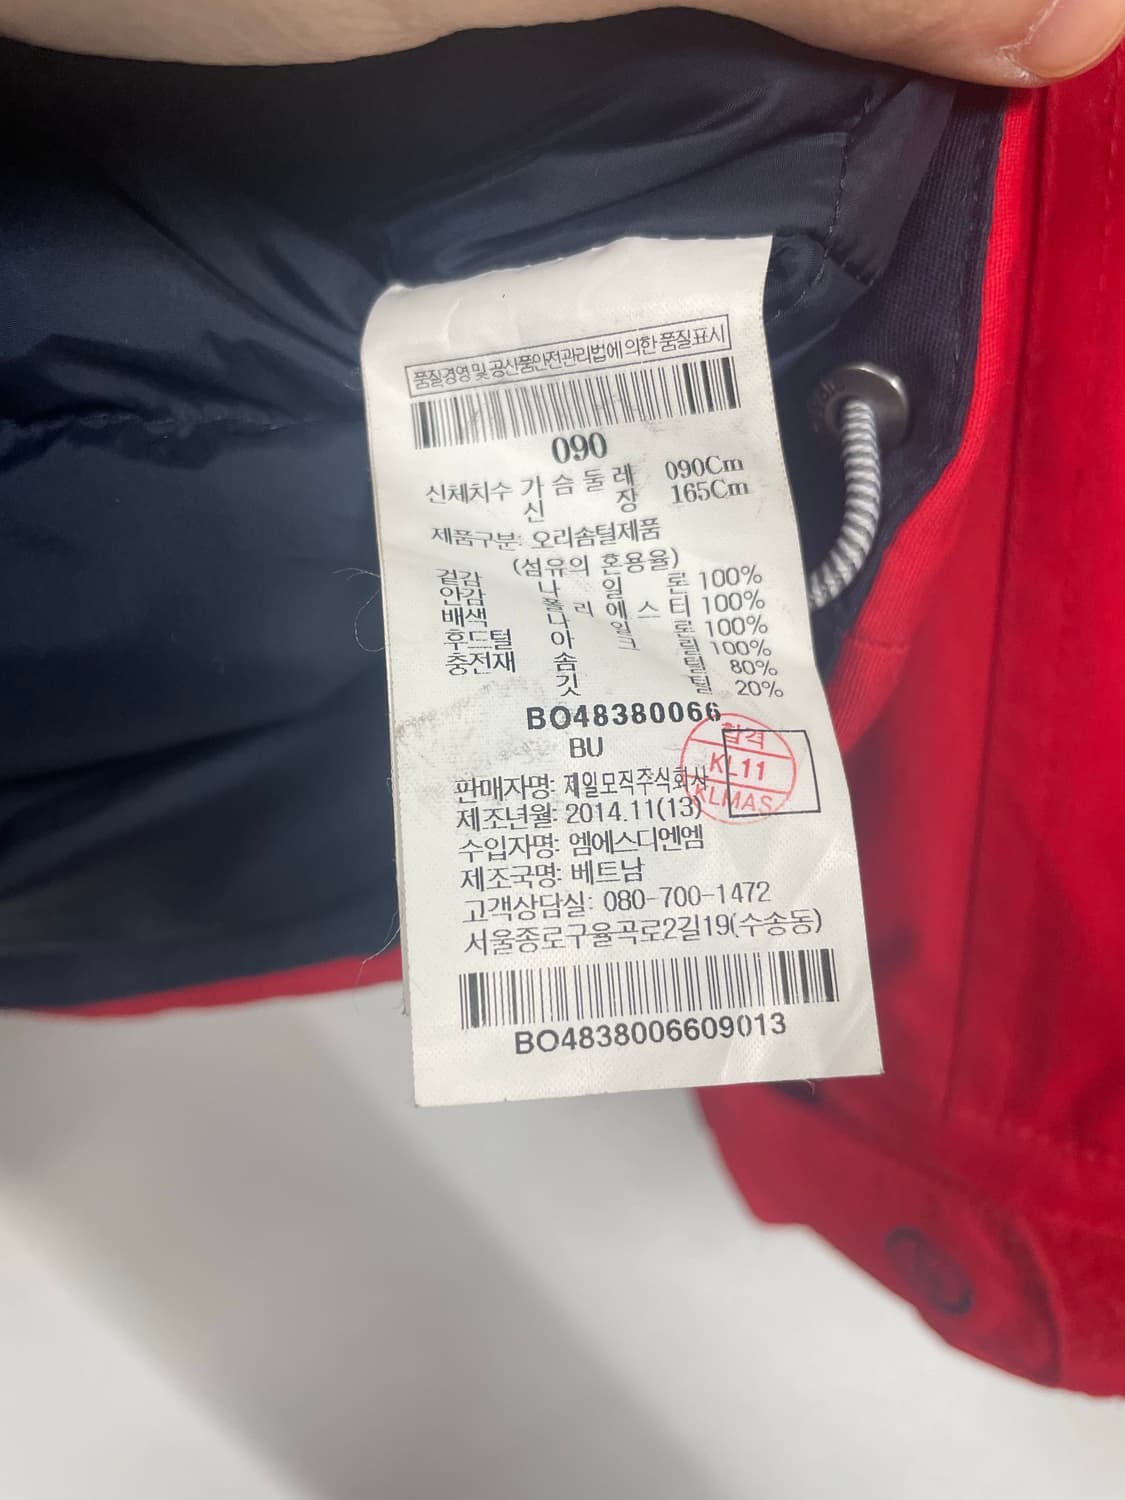 품질경영 및 공산품안전관리법에 의한 품질표시
090
신체치수 가 슴 둘 레 090Cm
신 장 165Cm
제품구분: 오리솜털제품
(섬유의 혼용율)
겉감 나 일 론 100%
안감 폴 리 에 스 터 100%
배색 나 일 론 100%
후드털 아 크 릴 100%
충전재 솜 털 80%
깃 털 20%
BO48380066
BU
합격
KL11
KLMAS
판매자명: 제일모직주식회사
제조년월: 2014.11(13)
수입자명: 엠에스디엔엠
제조국명: 베트남
고객상담실: 080-700-1472
서울종로구율곡로2길19(수송동)
BO4838006609013